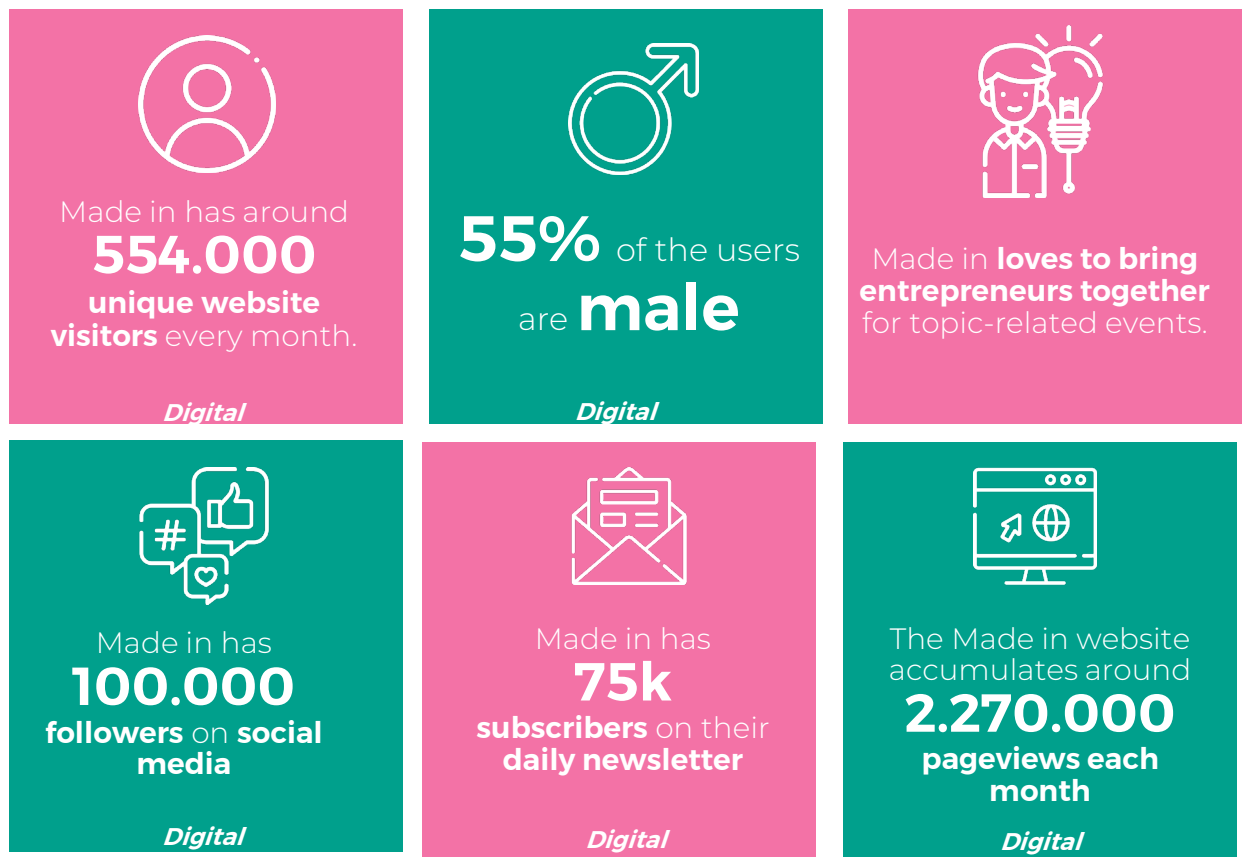 Made in has around
554.000
unique website
visitors every month.
Digital
55% of the users
are male
Digital
Made in loves to bring
entrepreneurs together
for topic-related events.
#
Made in has
100.000
followers on social
media
Digital
Made in has
75k
subscribers on their
daily newsletter
Digital
The Made in website
accumulates around
2.270.000
pageviews each
month
Digital